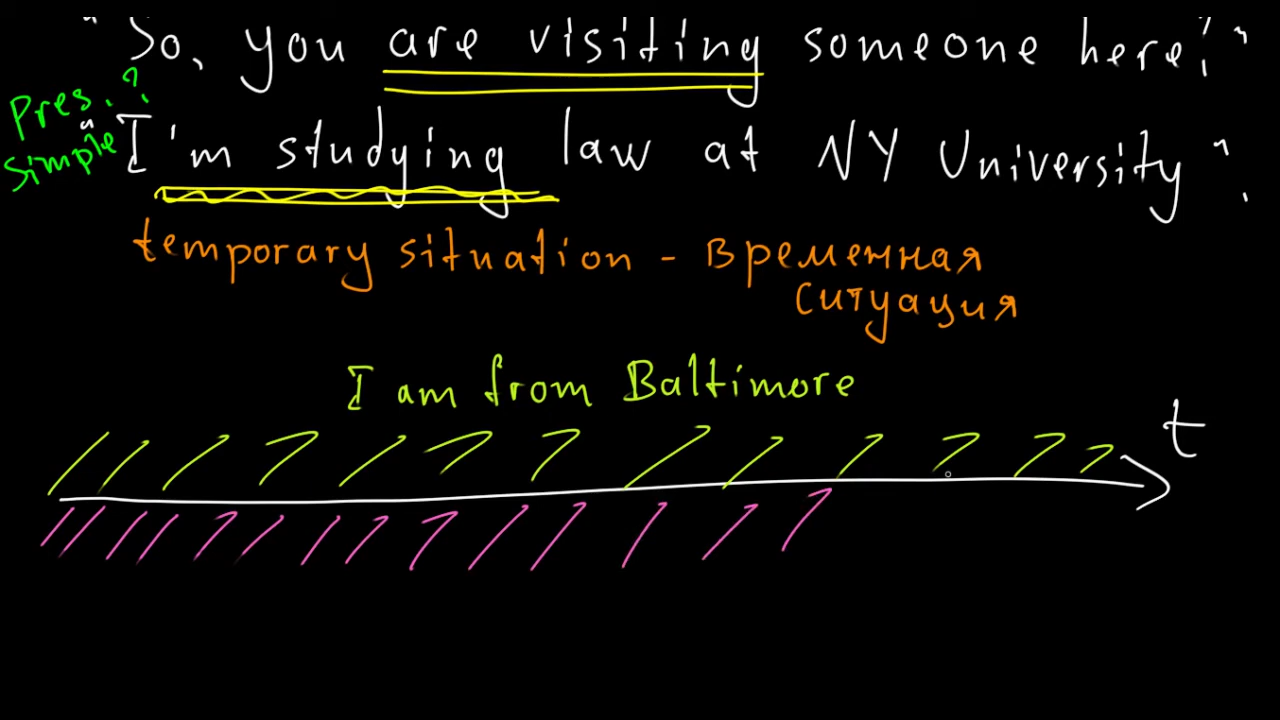 "So, you are visiting someone here?"
Pres.?
simple
"I'm studying law at NY University".
temporary situation - временная
ситуация
I am from Baltimore
t